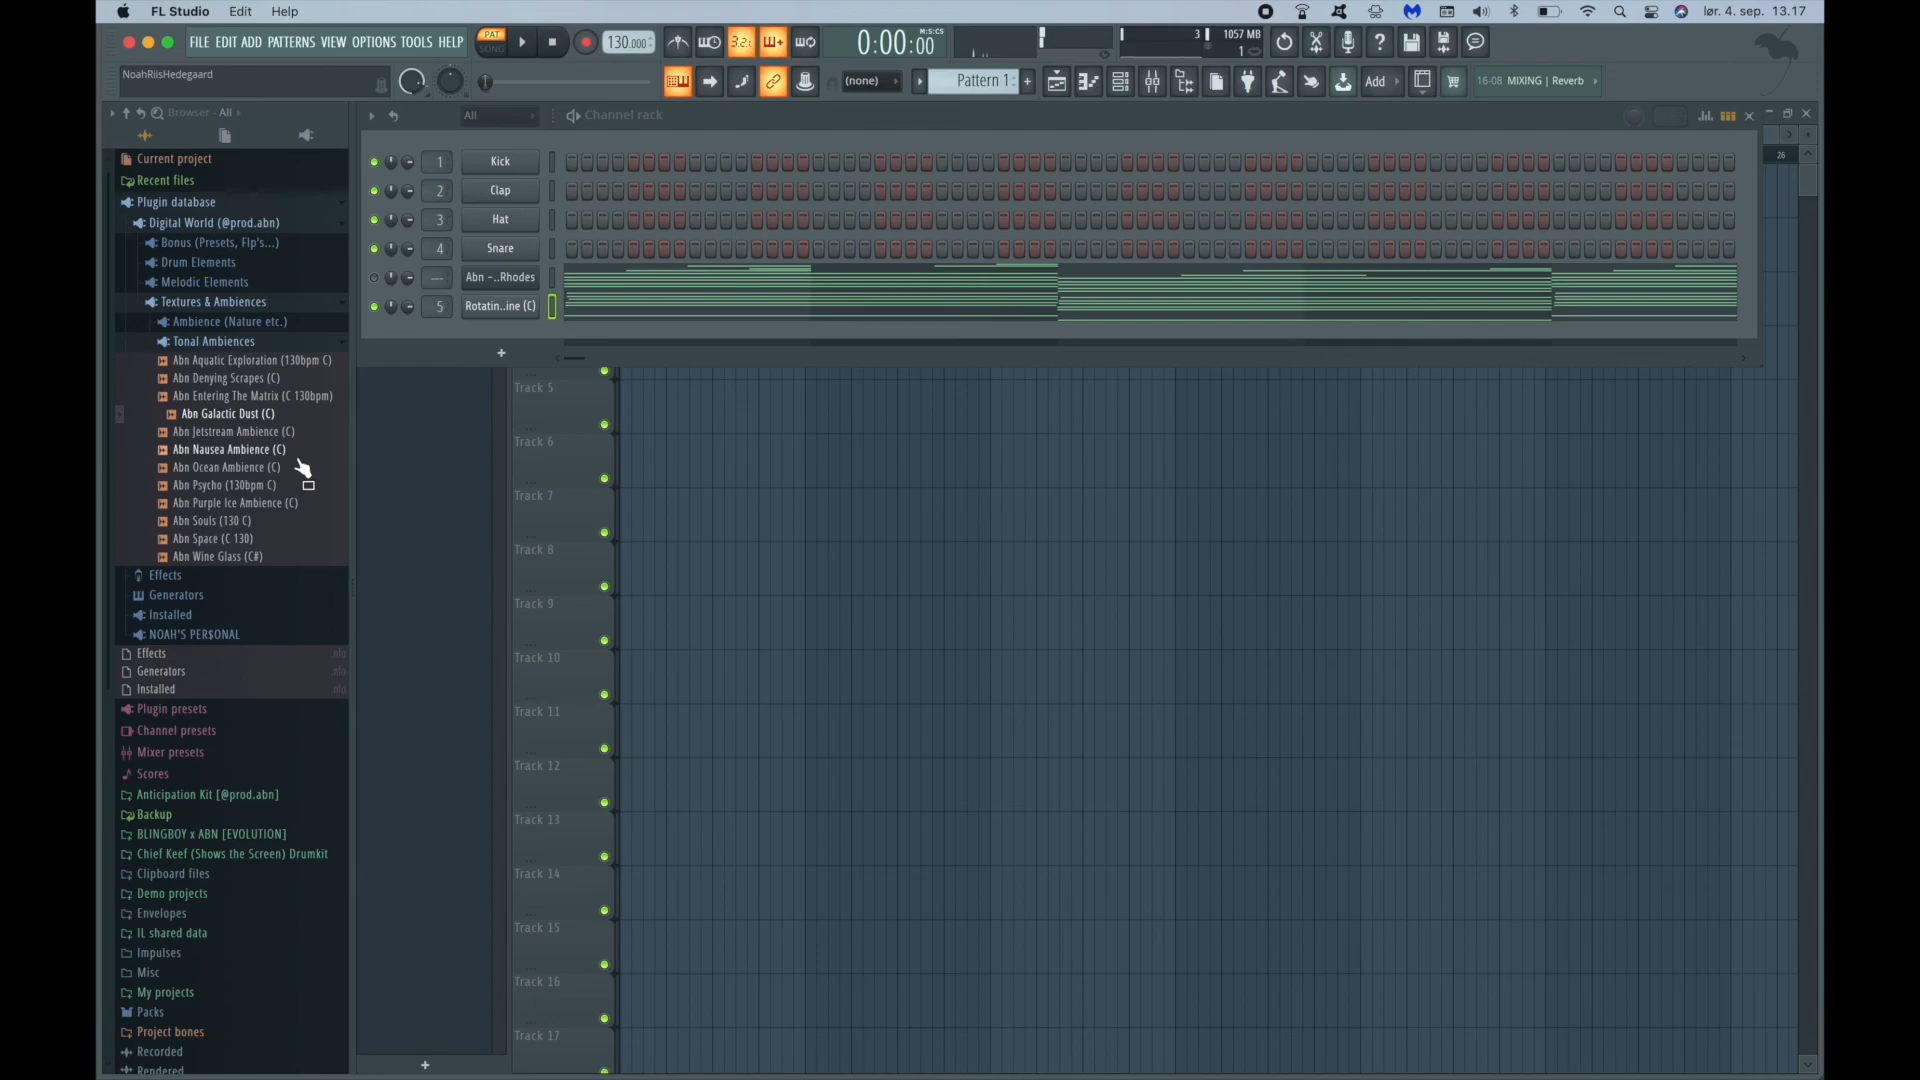 FL Studio Edit Help
lør. 4. sep. 13.17
FILE EDIT ADD PATTERNS VIEW OPTIONS TOOLS HELP
PAT
SONG
130.000
3.2.
0:00:00
M:S:CS
3
1057 MB
1
NoahRiisHedegaard
(none)
Pattern 1
Add
16-08 MIXING | Reverb
Browser - All
All
Channel rack
Current project
Recent files
Plugin database
Digital World (@prod.abn)
Bonus (Presets, Flp's...)
Drum Elements
Melodic Elements
Textures & Ambiences
Ambience (Nature etc.)
Tonal Ambiences
Abn Aquatic Exploration (130bpm C)
Abn Denying Scrapes (C)
Abn Entering The Matrix (C 130bpm)
Abn Galactic Dust (C)
Abn Jetstream Ambience (C)
Abn Nausea Ambience (C)
Abn Ocean Ambience (C)
Abn Psycho (130bpm C)
Abn Purple Ice Ambience (C)
Abn Souls (130 C)
Abn Space (C 130)
Abn Wine Glass (C#)
Effects
Generators
Installed
NOAH'S PER$ONAL
Effects .nfo
Generators .nfo
Installed .nfo
Plugin presets
Channel presets
Mixer presets
Scores
Anticipation Kit [@prod.abn]
Backup
BLINGBOY x ABN [EVOLUTION]
Chief Keef (Shows the Screen) Drumkit
Clipboard files
Demo projects
Envelopes
IL shared data
Impulses
Misc
My projects
Packs
Project bones
Recorded
Rendered
1 Kick
2 Clap
3 Hat
4 Snare
--- Abn -..Rhodes
5 Rotatin..ine (C)
26
Track 5
Track 6
Track 7
Track 8
Track 9
Track 10
Track 11
Track 12
Track 13
Track 14
Track 15
Track 16
Track 17